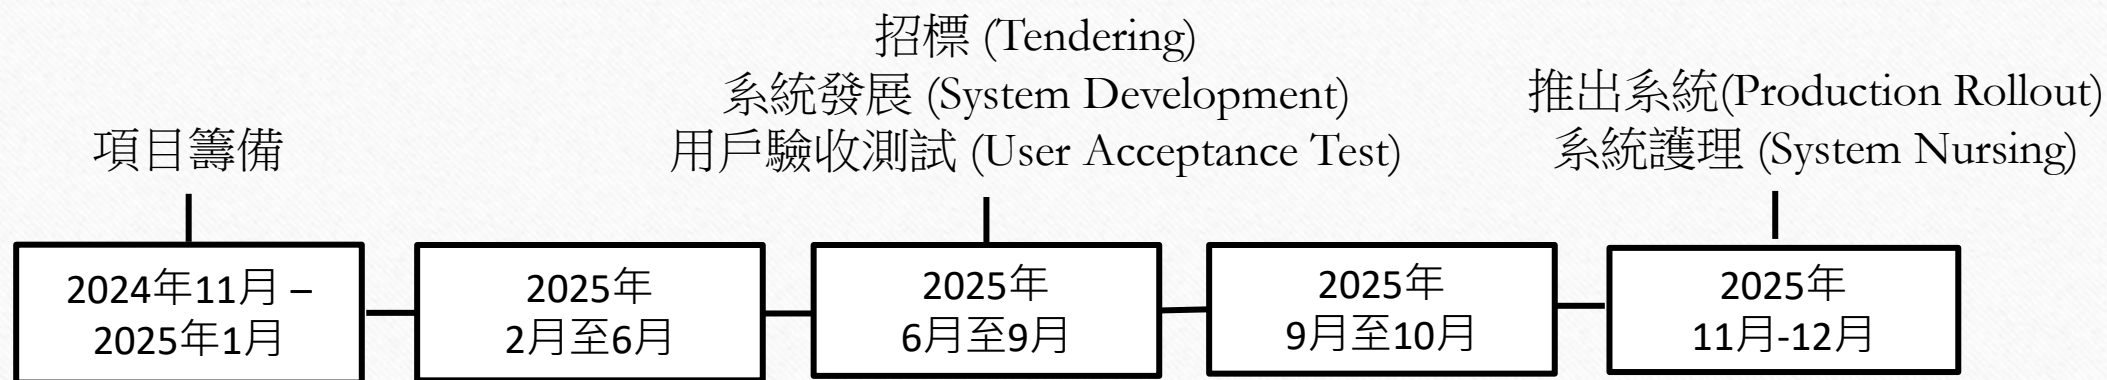 項目籌備
招標 (Tendering)
系統發展 (System Development)
用戶驗收測試 (User Acceptance Test)
推出系統(Production Rollout)
系統護理 (System Nursing)
2024年11月 –
2025年1月
2025年
2月至6月
2025年
6月至9月
2025年
9月至10月
2025年
11月-12月